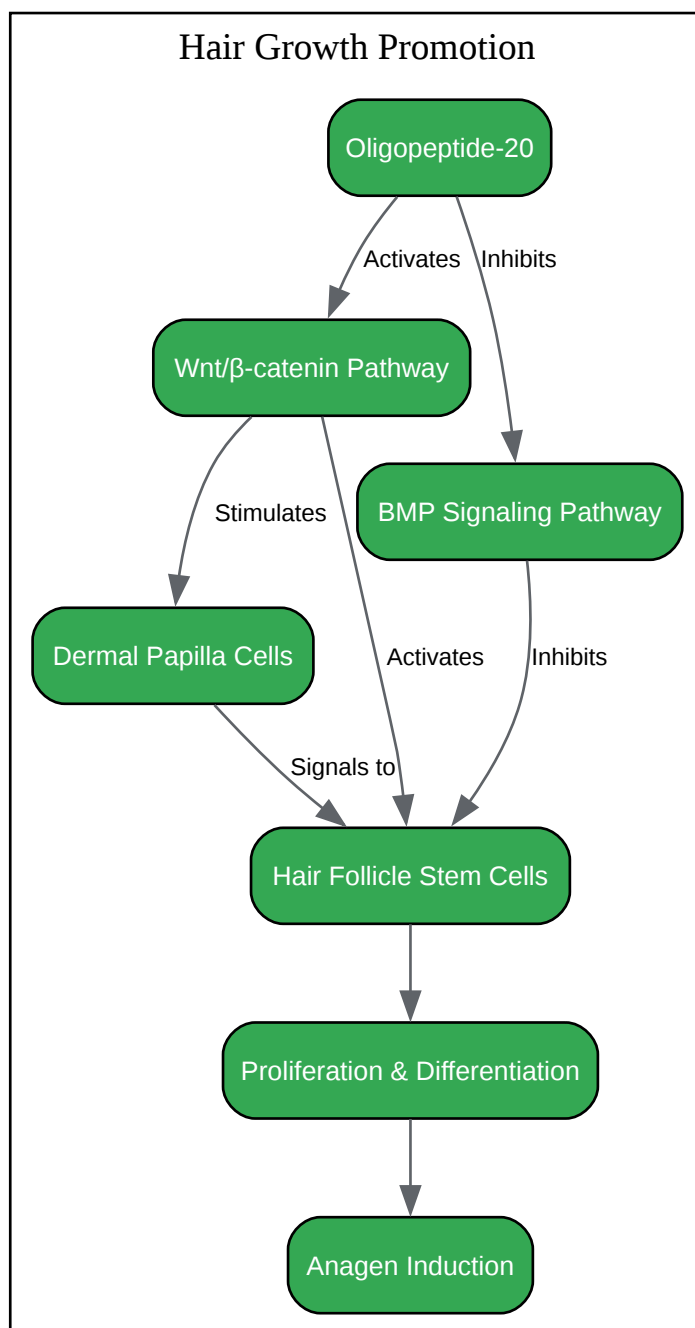 Hair Growth Promotion
Oligopeptide-20
Activates
Inhibits
Wnt/β-catenin Pathway
BMP Signaling Pathway
Stimulates
Dermal Papilla Cells
Activates
Inhibits
Signals to
Hair Follicle Stem Cells
Proliferation & Differentiation
Anagen Induction